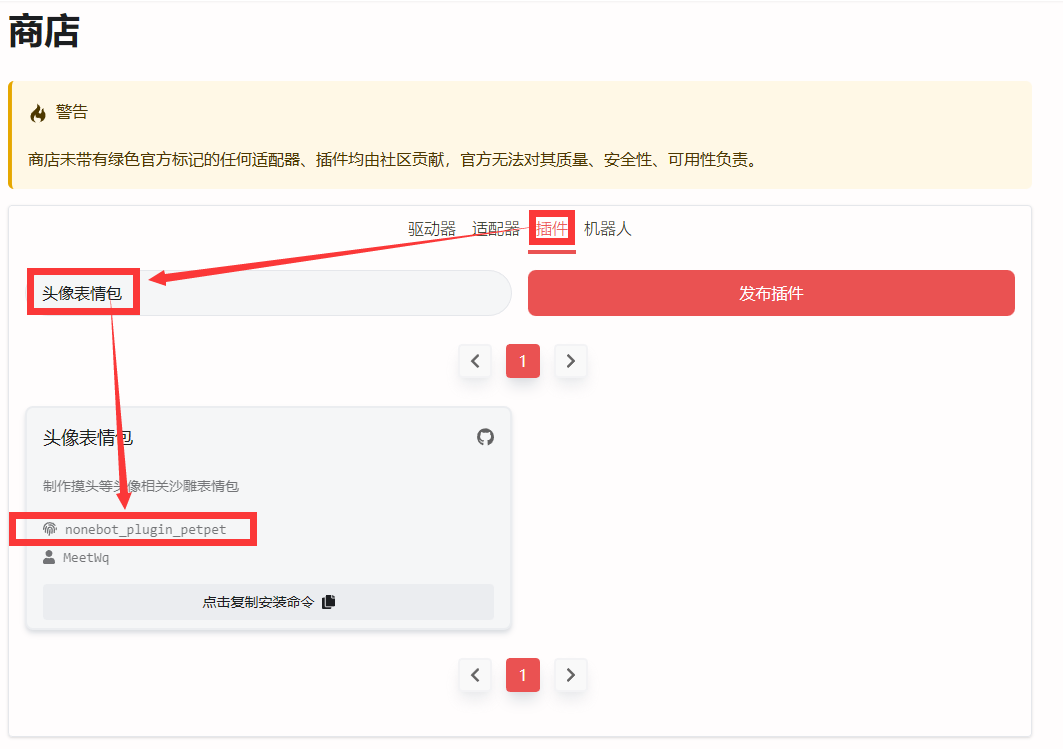 商店
警告
商店未带有绿色官方标记的任何适配器、插件均由社区贡献，官方无法对其质量、安全性、可用性负责。
驱动器 适配器 插件 机器人
头像表情包 发布插件
1
头像表情包
制作摸头等头像相关沙雕表情包
nonebot_plugin_petpet
MeetWq
点击复制安装命令
1